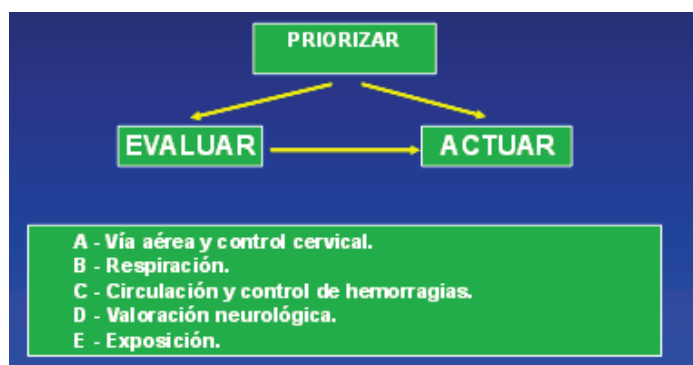 PRIORIZAR
EVALUAR
ACTUAR
A - Vía aérea y control cervical.
B - Respiración.
C - Circulación y control de hemorragias.
D - Valoración neurológica.
E - Exposición.